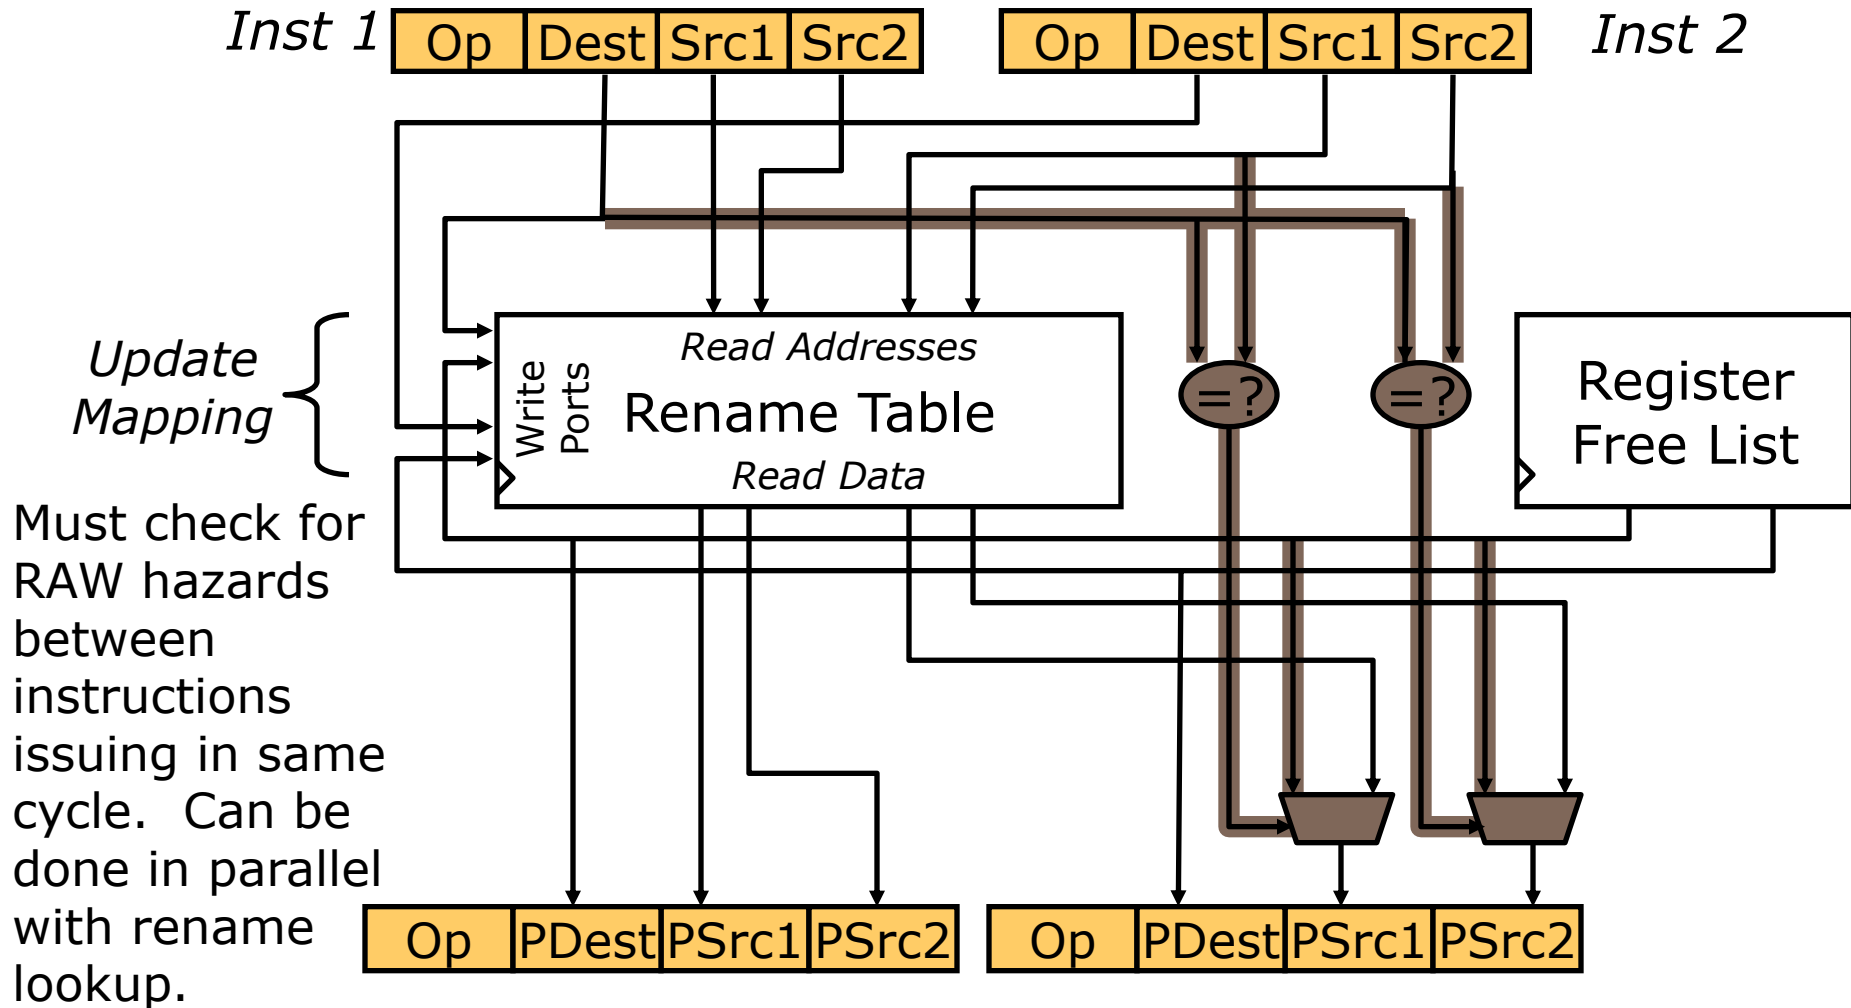 Inst 1
Op Dest Src1 Src2
Op Dest Src1 Src2
Inst 2
Update
Mapping
Write
Ports
Read Addresses
Rename Table
Read Data
=?
=?
Register
Free List
Must check for
RAW hazards
between
instructions
issuing in same
cycle. Can be
done in parallel
with rename
lookup.
Op PDest PSrc1 PSrc2
Op PDest PSrc1 PSrc2